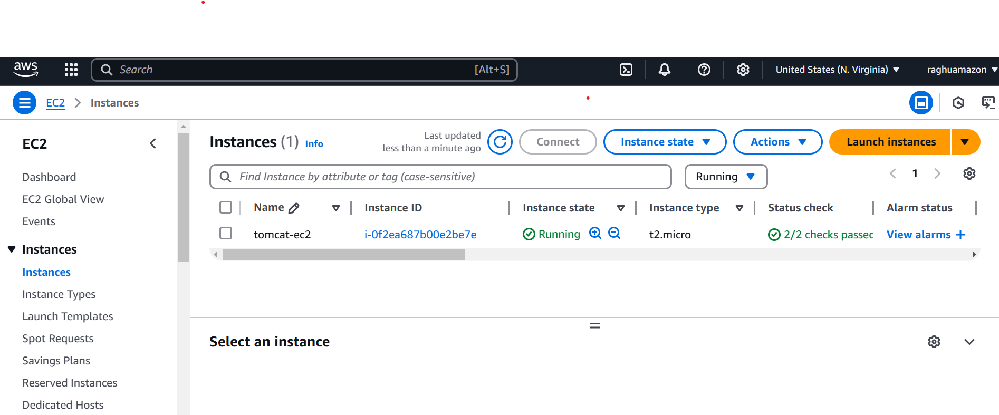 aws
Search
[Alt+S]
United States (N. Virginia)
raghuamazon
EC2
Instances
EC2
Dashboard
EC2 Global View
Events
Instances
Instances
Instance Types
Launch Templates
Spot Requests
Savings Plans
Reserved Instances
Dedicated Hosts
Instances (1) Info
Last updated
less than a minute ago
Connect
Instance state
Actions
Launch instances
Find Instance by attribute or tag (case-sensitive)
Running
1
Name Instance ID Instance state Instance type Status check Alarm status
tomcat-ec2 i-0f2ea687b00e2be7e Running t2.micro 2/2 checks passec View alarms +
Select an instance